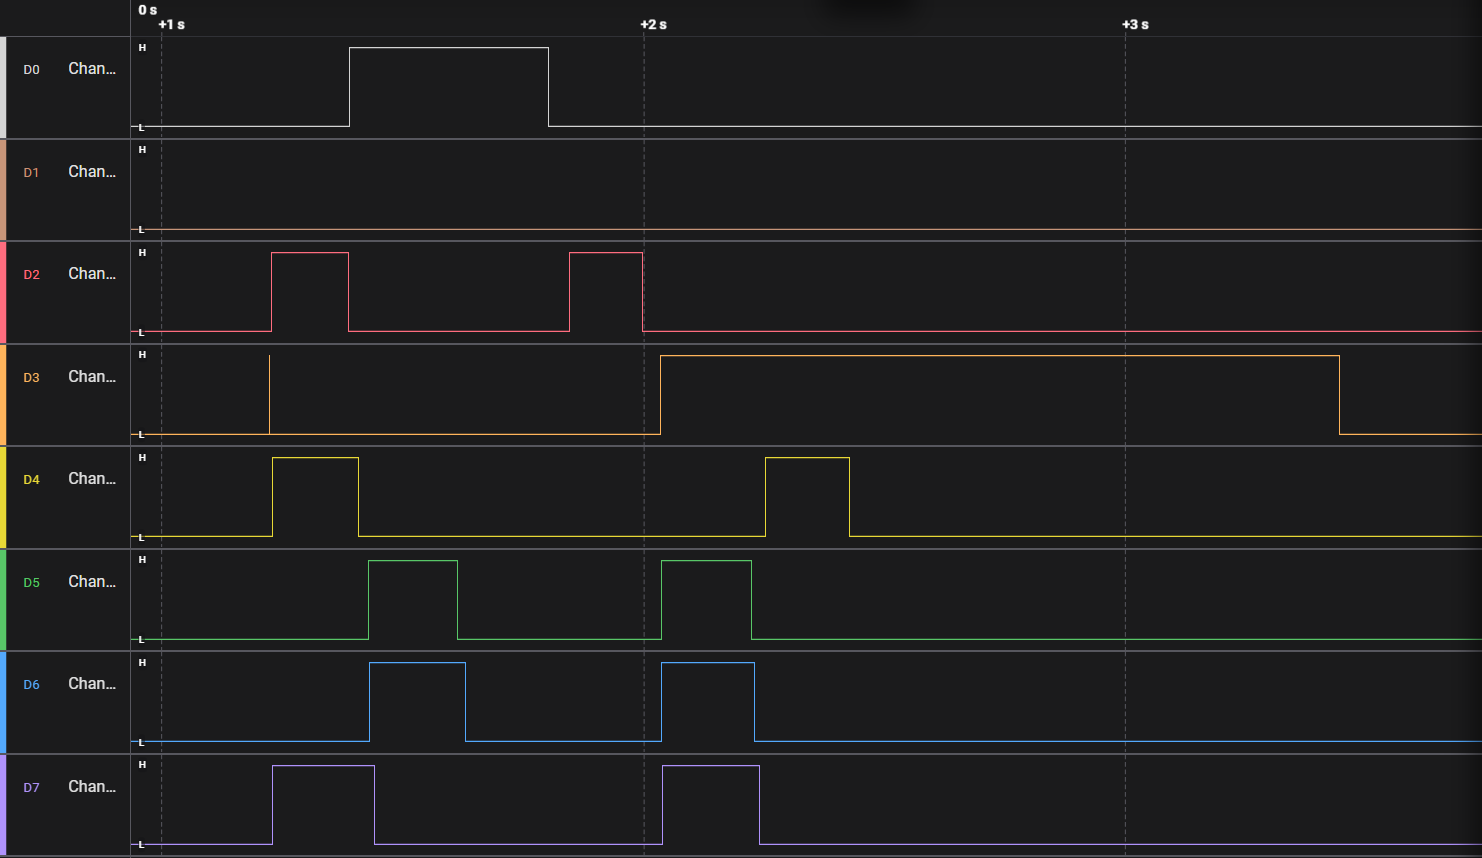 0 s
+1 s +2 s +3 s
H
D0 Chan...
L
H
D1 Chan...
L
H
D2 Chan...
L
H
D3 Chan...
L
H
D4 Chan...
L
H
D5 Chan...
L
H
D6 Chan...
L
H
D7 Chan...
L